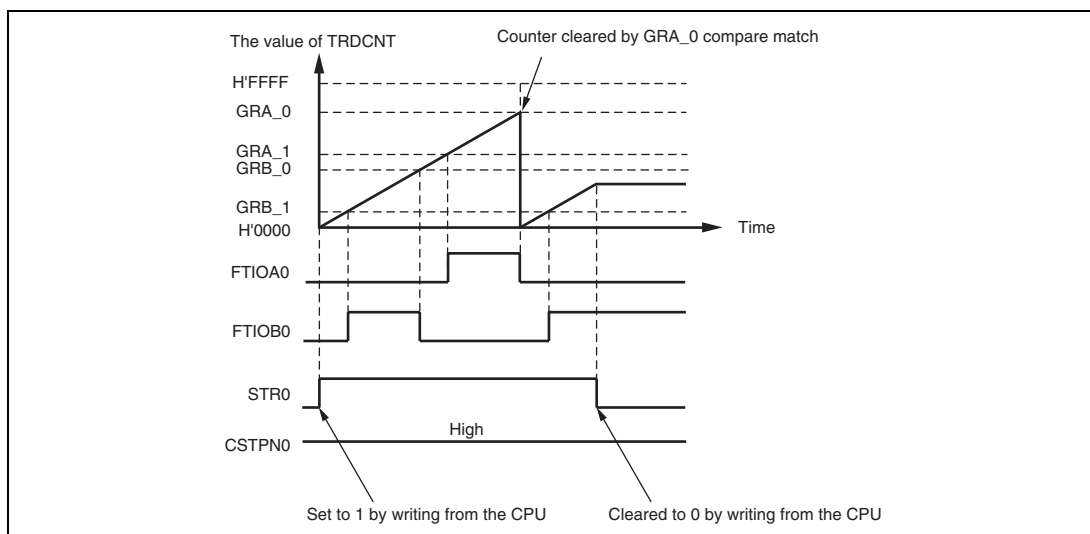 The value of TRDCNT
Counter cleared by GRA_0 compare match
H'FFFF
GRA_0
GRA_1
GRB_0
GRB_1
H'0000
Time
FTIOA0
FTIOB0
STR0
High
CSTPN0
Set to 1 by writing from the CPU
Cleared to 0 by writing from the CPU